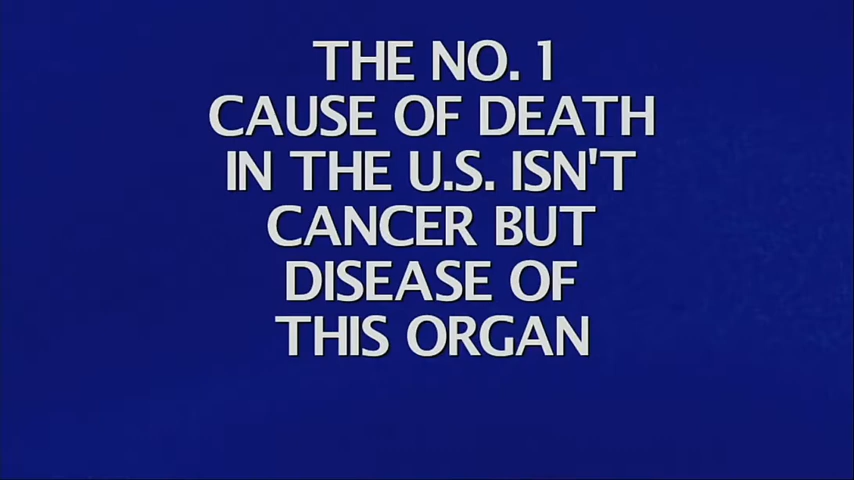 THE NO. 1
CAUSE OF DEATH
IN THE U.S. ISN'T
CANCER BUT
DISEASE OF
THIS ORGAN